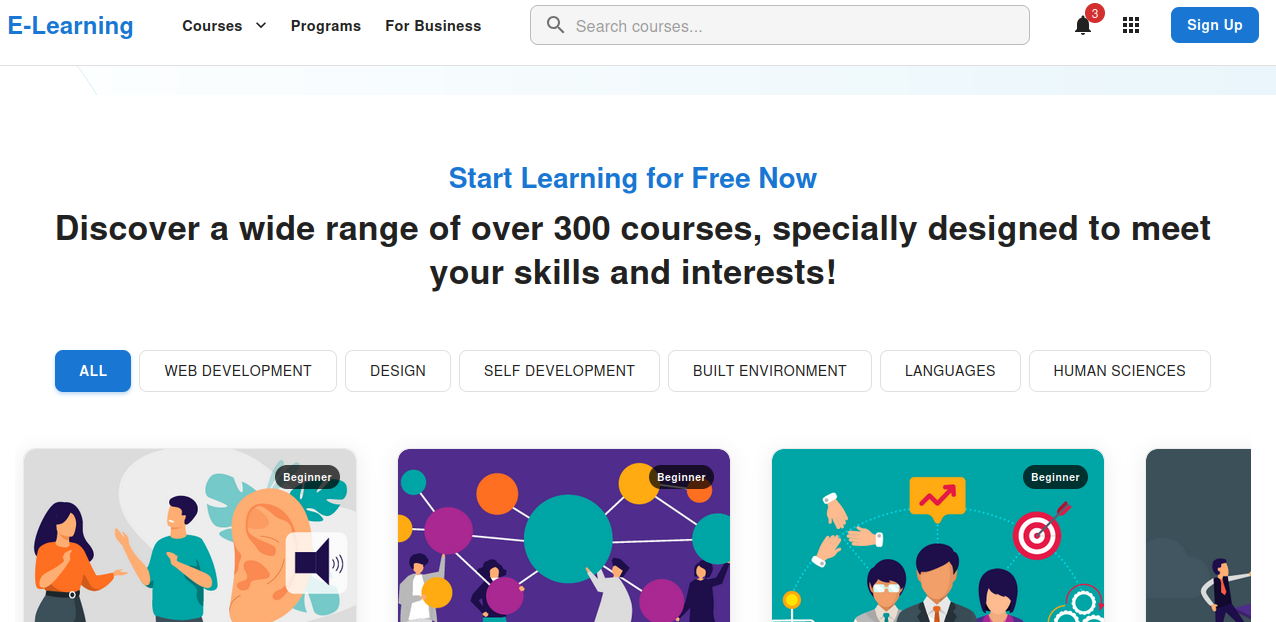 E-Learning
Courses
Programs
For Business
Search courses...
3
Sign Up
Start Learning for Free Now
Discover a wide range of over 300 courses, specially designed to meet
your skills and interests!
ALL
WEB DEVELOPMENT
DESIGN
SELF DEVELOPMENT
BUILT ENVIRONMENT
LANGUAGES
HUMAN SCIENCES
Beginner
Beginner
Beginner